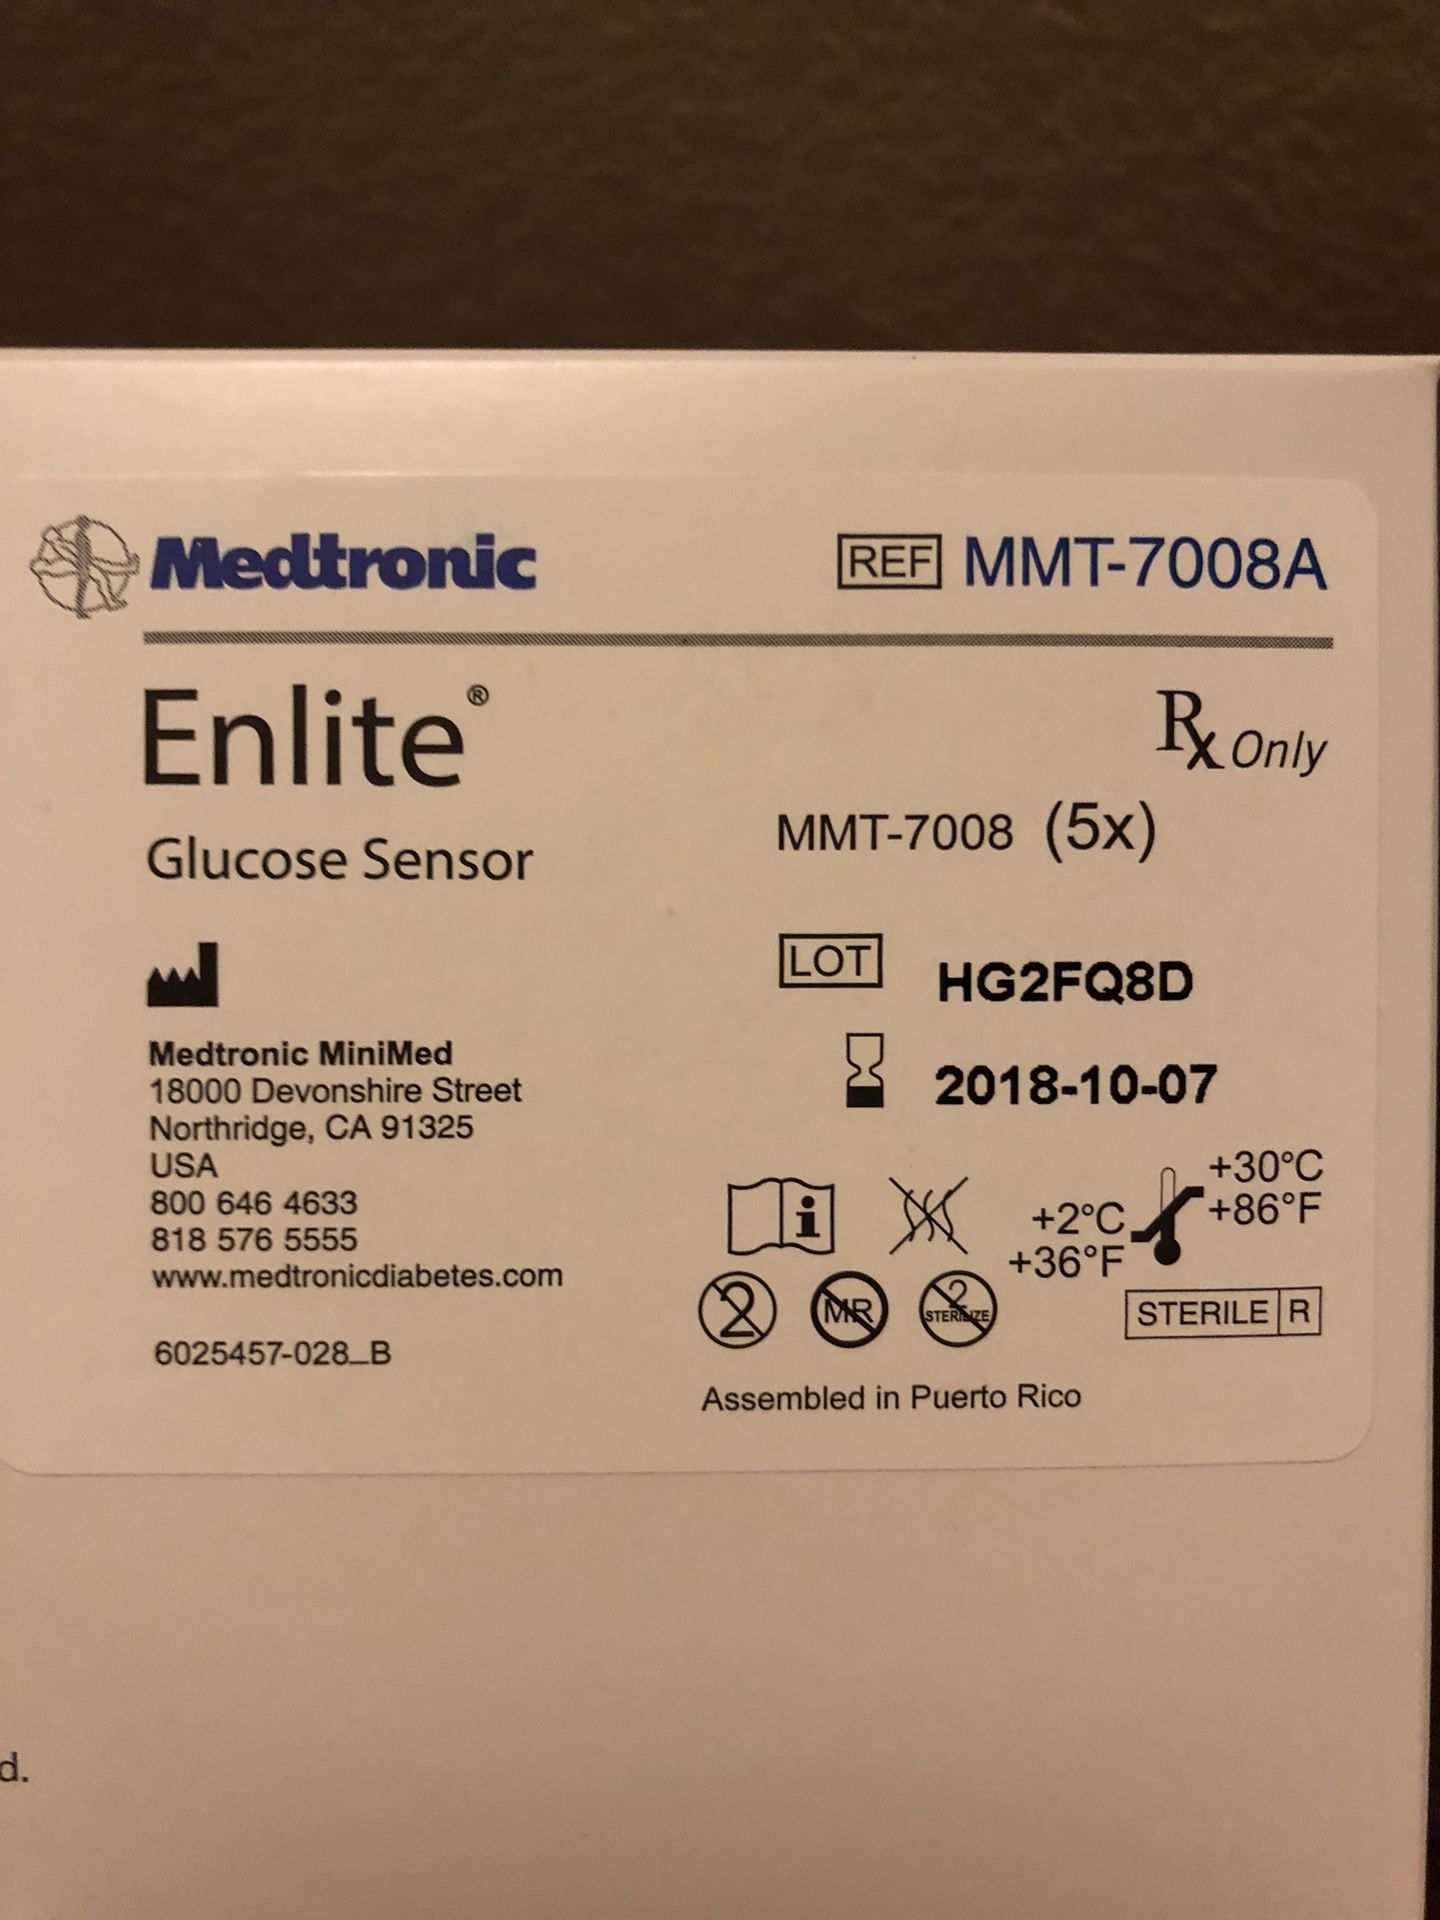 Medtronic
REF MMT-7008A
Enlite®
Rx Only
Glucose Sensor
MMT-7008 (5x)
LOT HG2FQ8D
2018-10-07
Medtronic MiniMed
18000 Devonshire Street
Northridge, CA 91325
USA
800 646 4633
818 576 5555
www.medtronicdiabetes.com
6025457-028_B
i
+30°C
+86°F
+2°C
+36°F
2
MR
2
STERILIZE
STERILE R
Assembled in Puerto Rico
d.